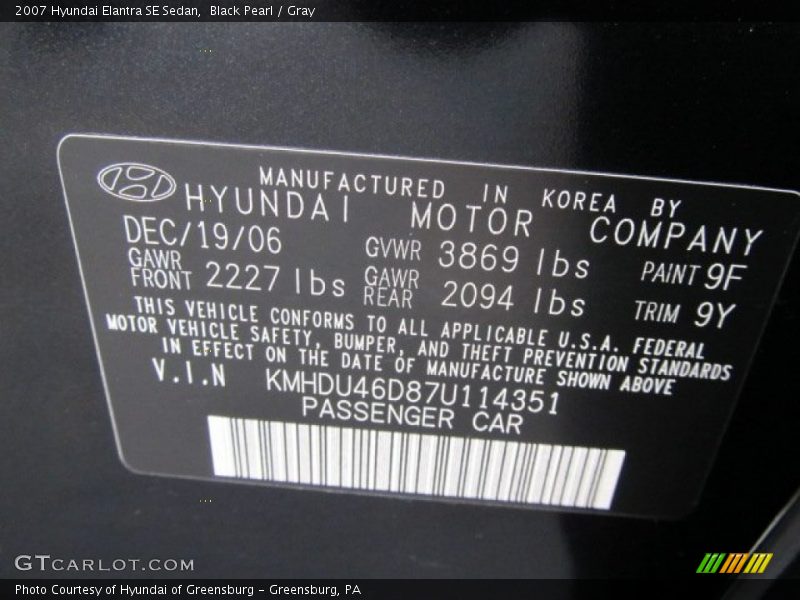 2007 Hyundai Elantra SE Sedan,  Black Pearl / Gray
MANUFACTURED IN KOREA BY
HYUNDAI MOTOR COMPANY
DEC/19/06 GVWR 3869 lbs PAINT 9F
GAWR FRONT 2227 lbs GAWR REAR 2094 lbs TRIM 9Y
THIS VEHICLE CONFORMS TO ALL APPLICABLE U.S.A. FEDERAL
MOTOR VEHICLE SAFETY, BUMPER, AND THEFT PREVENTION STANDARDS
IN EFFECT ON THE DATE OF MANUFACTURE SHOWN ABOVE
V.I.N KMHDU46D87U114351
PASSENGER CAR
GTCARLOT.COM
Photo Courtesy of Hyundai of Greensburg - Greensburg, PA